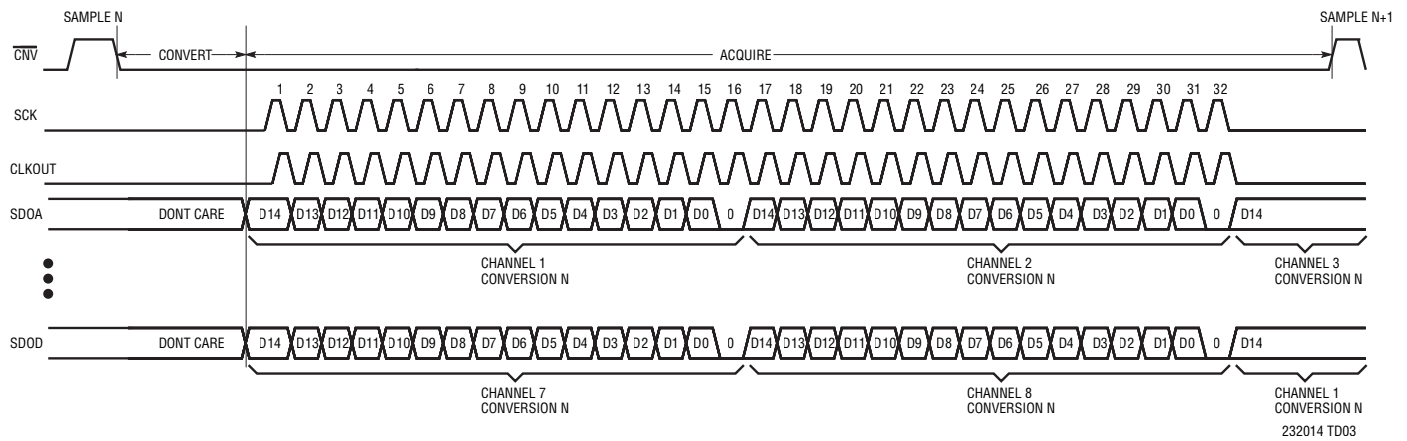 SAMPLE N
SAMPLE N+1
CNV
CONVERT
ACQUIRE
1 2 3 4 5 6 7 8 9 10 11 12 13 14 15 16 17 18 19 20 21 22 23 24 25 26 27 28 29 30 31 32
SCK
CLKOUT
SDOA DONT CARE D14 D13 D12 D11 D10 D9 D8 D7 D6 D5 D4 D3 D2 D1 D0 0 D14 D13 D12 D11 D10 D9 D8 D7 D6 D5 D4 D3 D2 D1 D0 0 D14
CHANNEL 1
CONVERSION N
CHANNEL 2
CONVERSION N
CHANNEL 3
CONVERSION N
SDOD DONT CARE D14 D13 D12 D11 D10 D9 D8 D7 D6 D5 D4 D3 D2 D1 D0 0 D14 D13 D12 D11 D10 D9 D8 D7 D6 D5 D4 D3 D2 D1 D0 0 D14
CHANNEL 7
CONVERSION N
CHANNEL 8
CONVERSION N
CHANNEL 1
CONVERSION N
232014 TD03